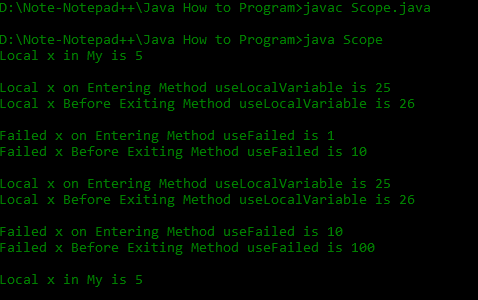 D:\Note-Notepad++\Java How to Program>javac Scope.java
D:\Note-Notepad++\Java How to Program>java Scope
Local x in My is 5
Local x on Entering Method useLocalVariable is 25
Local x Before Exiting Method useLocalVariable is 26
Failed x on Entering Method useFailed is 1
Failed x Before Exiting Method useFailed is 10
Local x on Entering Method useLocalVariable is 25
Local x Before Exiting Method useLocalVariable is 26
Failed x on Entering Method useFailed is 10
Failed x Before Exiting Method useFailed is 100
Local x in My is 5